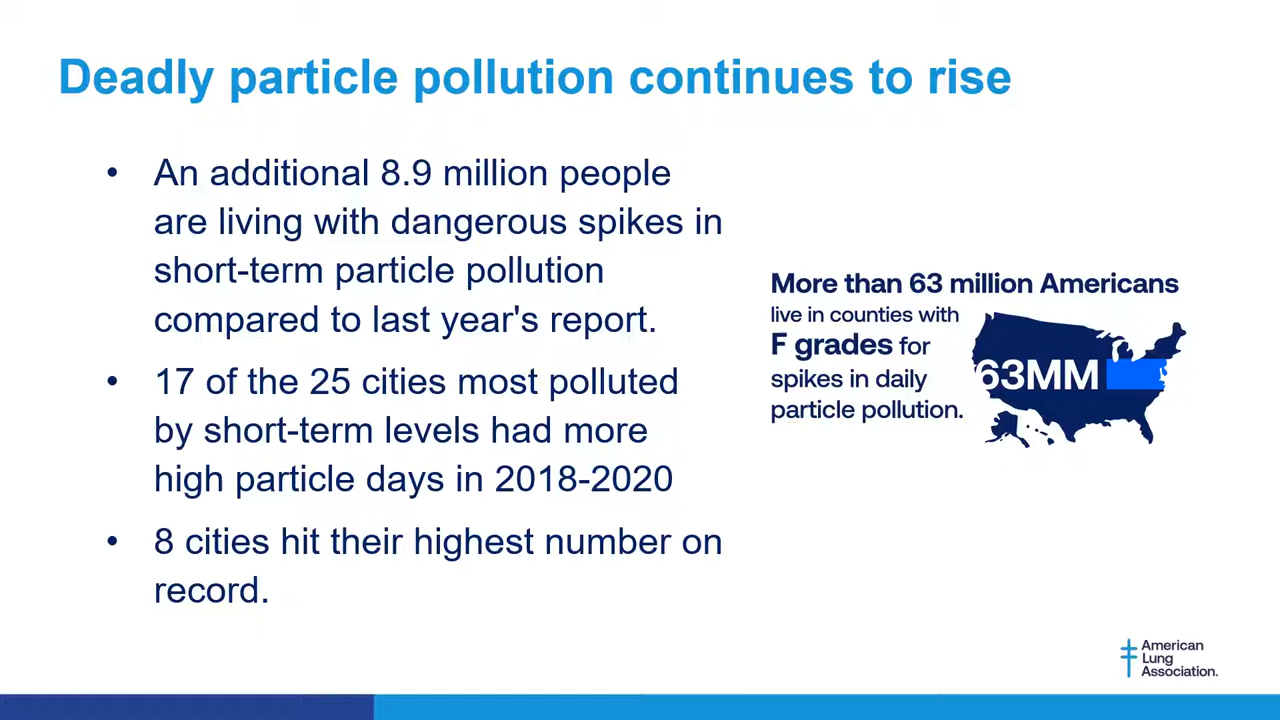 Deadly particle pollution continues to rise
• An additional 8.9 million people
are living with dangerous spikes in
short-term particle pollution
compared to last year's report.
• 17 of the 25 cities most polluted
by short-term levels had more
high particle days in 2018-2020
• 8 cities hit their highest number on
record.
More than 63 million Americans
live in counties with
F grades for
spikes in daily
particle pollution.
63MM
American
Lung
Association.